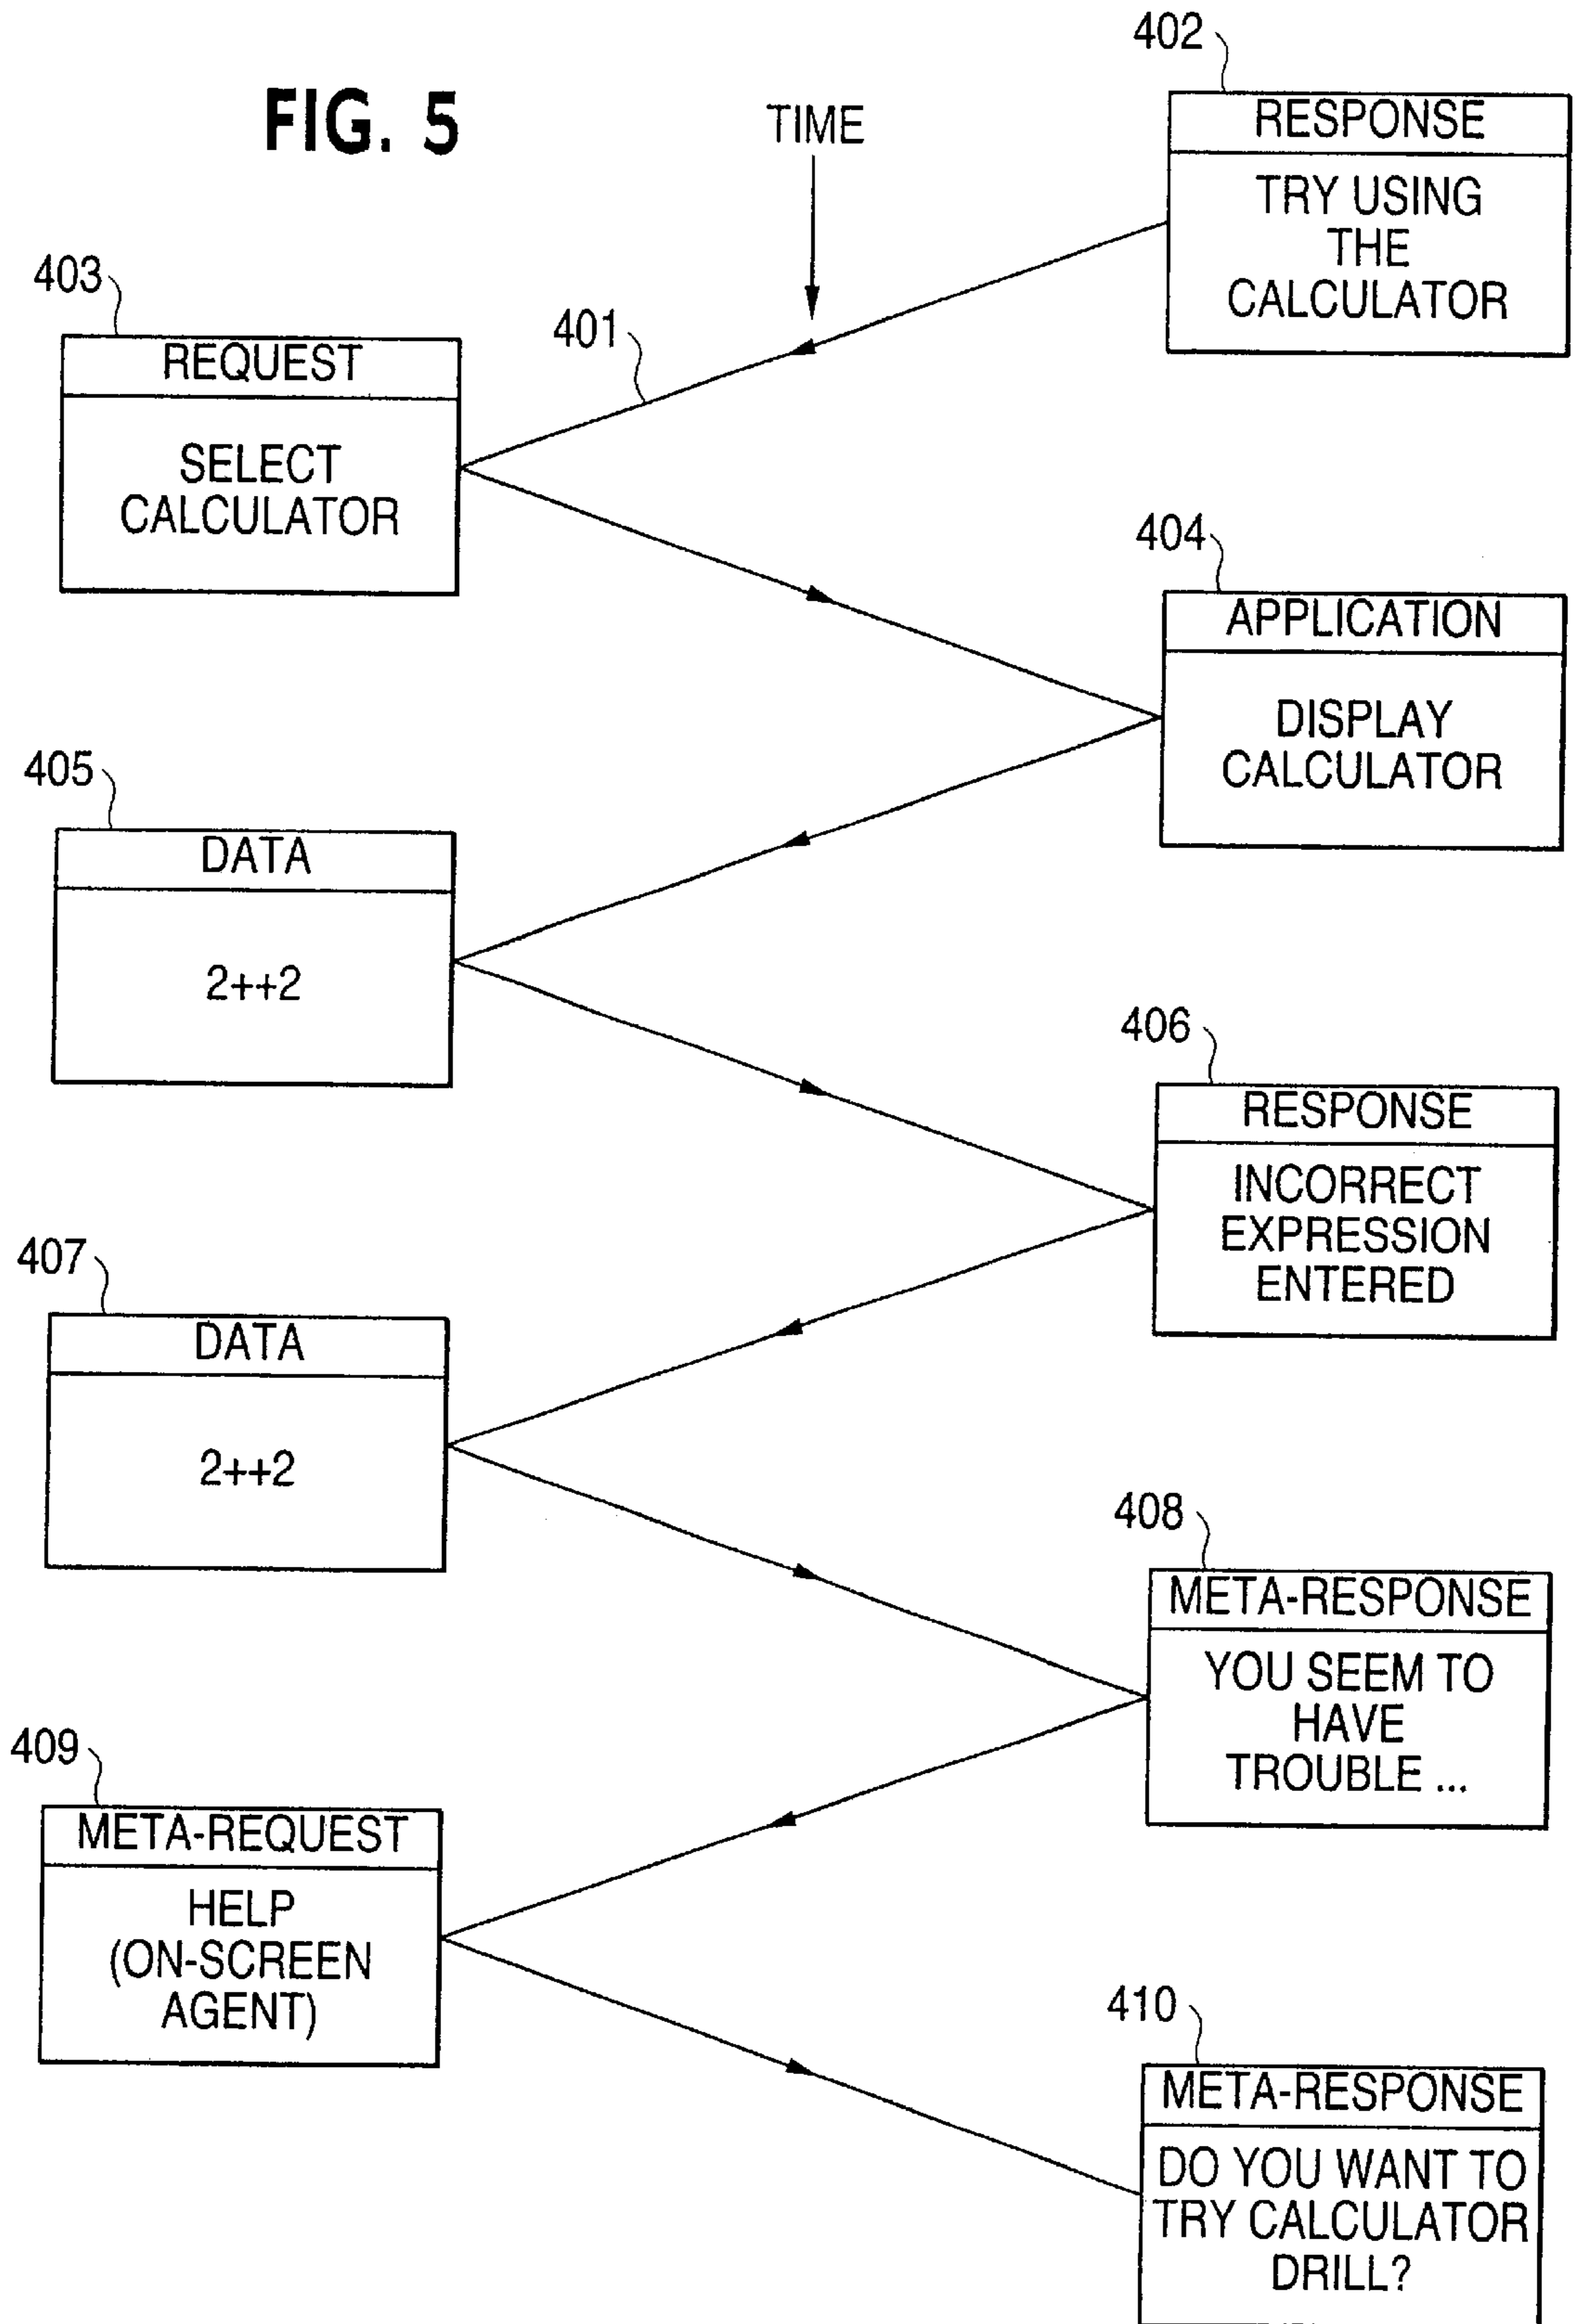 402
FIG. 5
TIME
RESPONSE
TRY USING
THE
CALCULATOR
403
401
REQUEST
SELECT
CALCULATOR
404
APPLICATION
DISPLAY
CALCULATOR
405
DATA
2++2
406
RESPONSE
INCORRECT
EXPRESSION
ENTERED
407
DATA
2++2
408
META-RESPONSE
YOU SEEM TO
HAVE
TROUBLE ...
409
META-REQUEST
HELP
(ON-SCREEN
AGENT)
410
META-RESPONSE
DO YOU WANT TO
TRY CALCULATOR
DRILL?